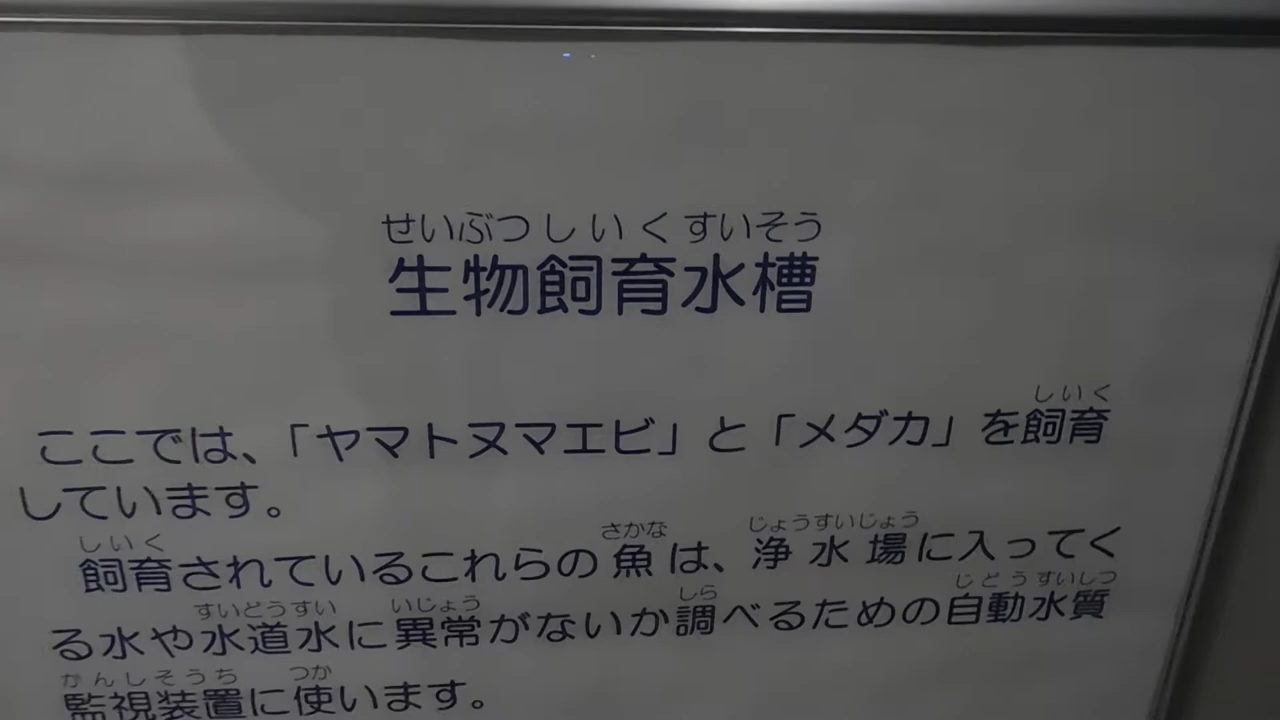 せいぶつしいくすいそう
生物飼育水槽
しいく
ここでは、「ヤマトヌマエビ」と「メダカ」を飼育
しています。
しいく さかな じょうすいじょう
飼育されているこれらの魚は、浄水場に入ってく
すいどうすい いじょう しら じどうすいしつ
る水や水道水に異常がないか調べるための自動水質
かんしそうち つか
監視装置に使います。